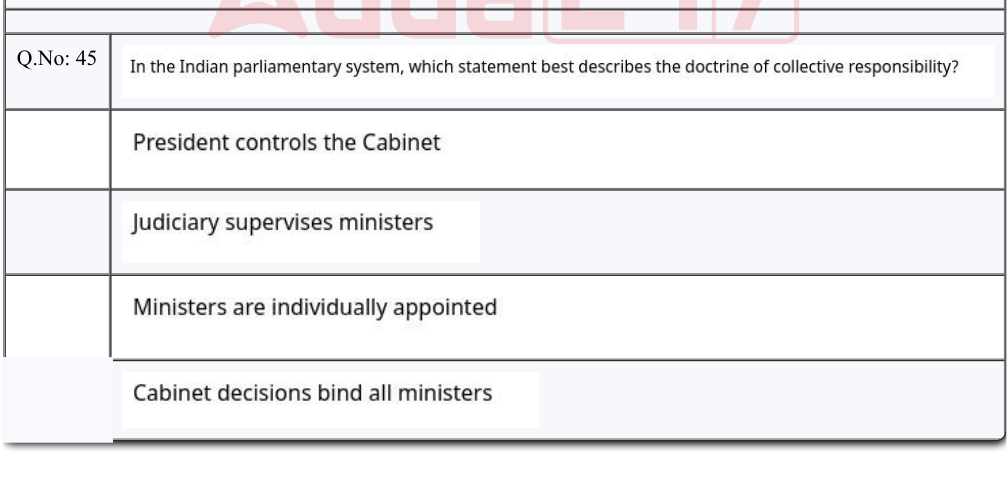 Q.No: 45
In the Indian parliamentary system, which statement best describes the doctrine of collective responsibility?
President controls the Cabinet
Judiciary supervises ministers
Ministers are individually appointed
Cabinet decisions bind all ministers